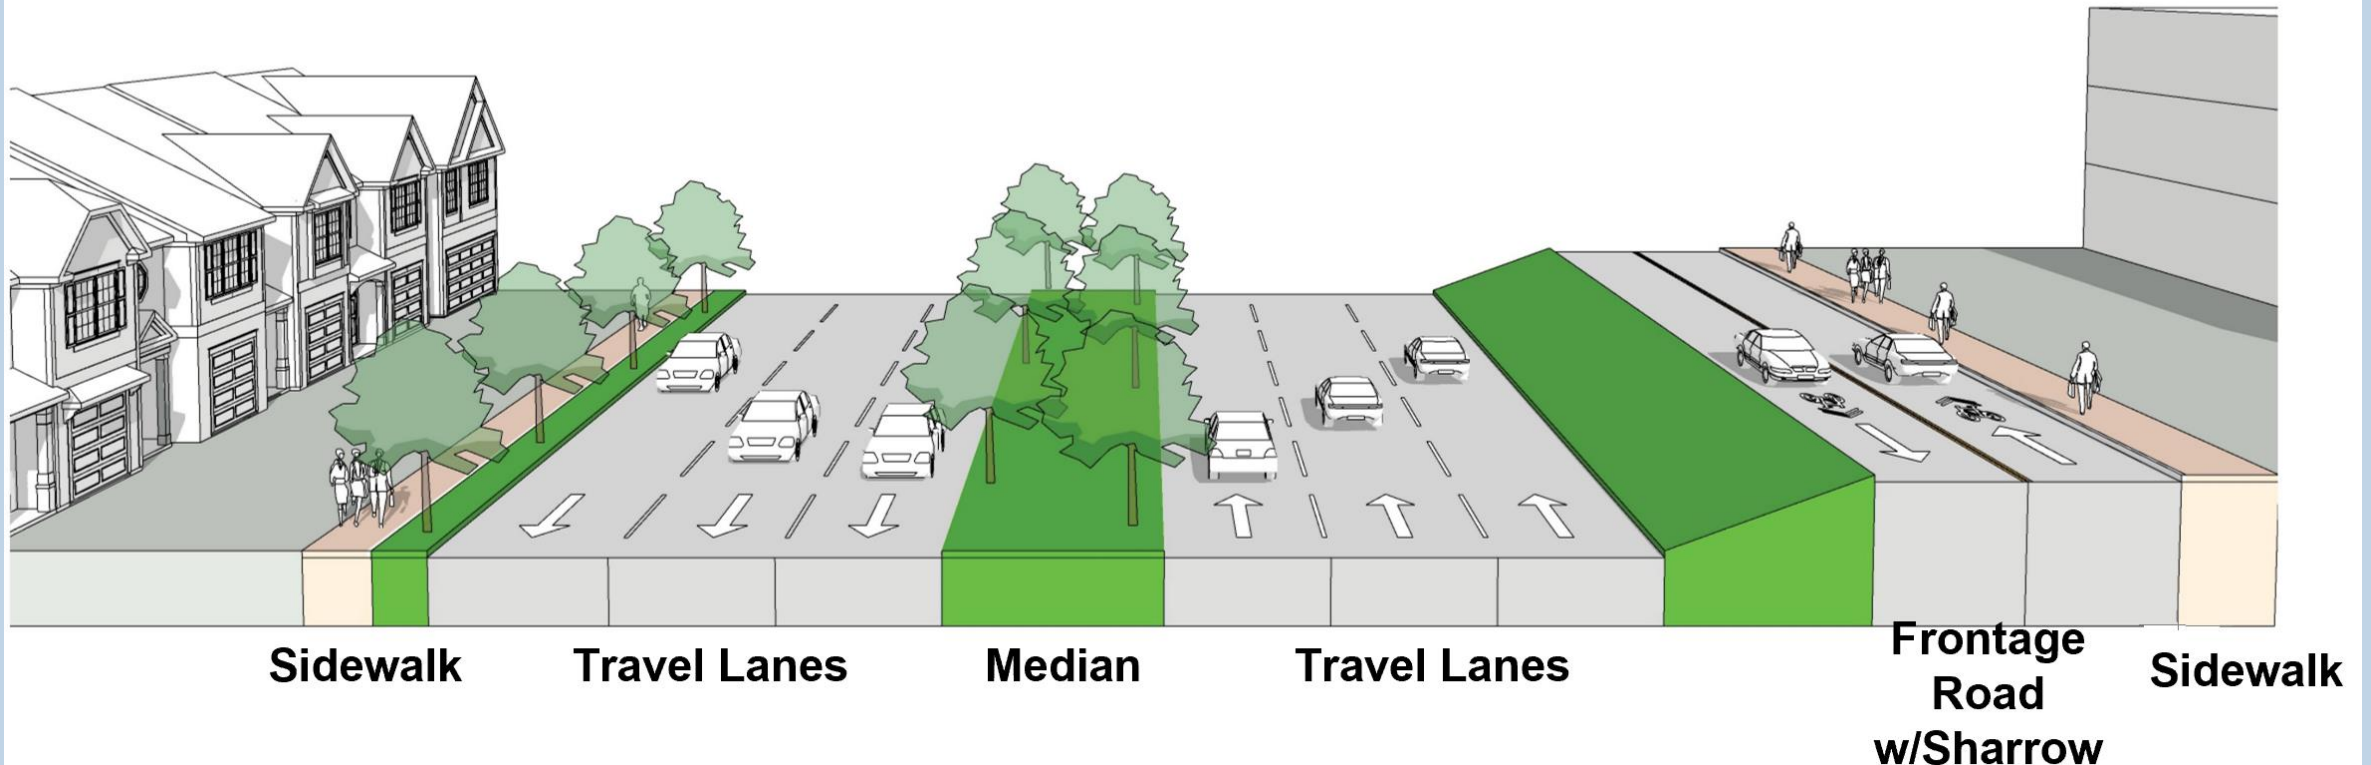 Sidewalk
Travel Lanes
Median
Travel Lanes
Frontage
Road
w/Sharrow
Sidewalk